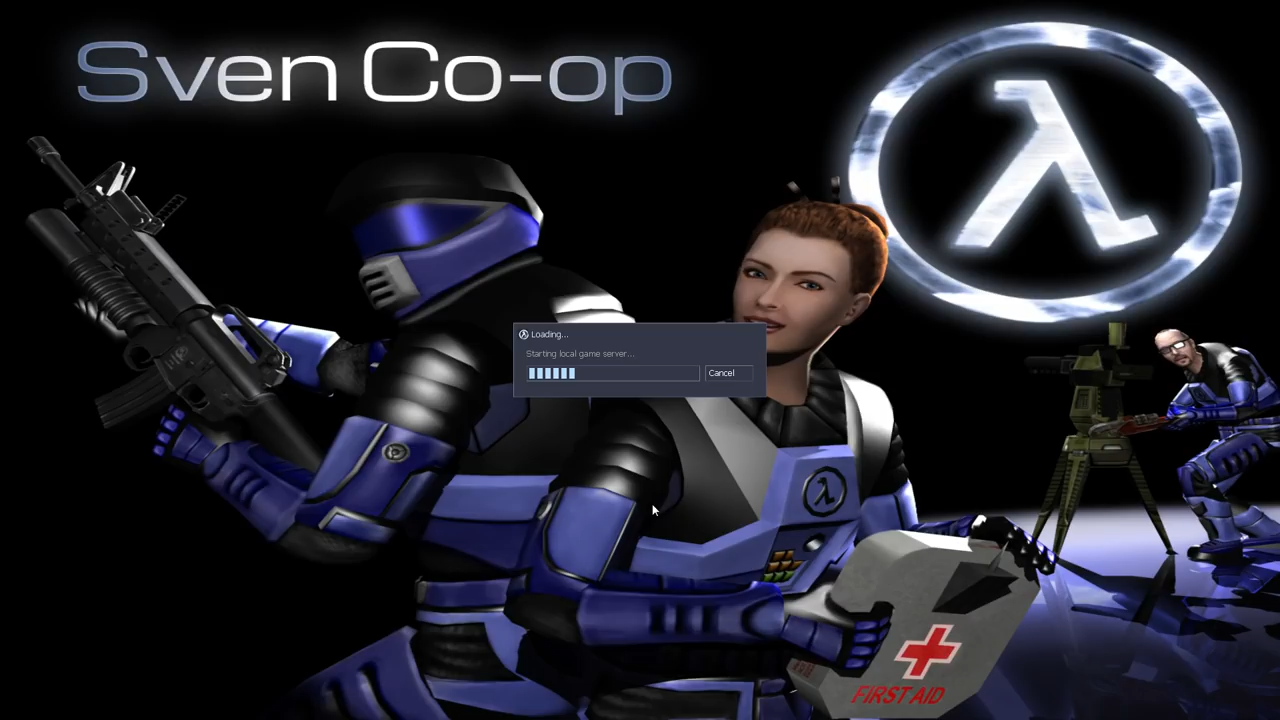 Sven Co-op
λ
Loading...
Starting local game server...
Cancel
λ
FIRST AID